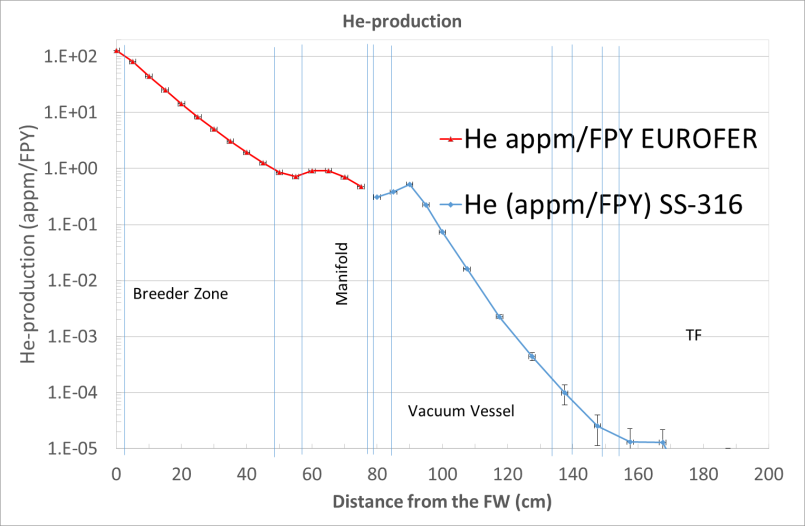 He-production
He-production (appm/FPY)
1.E+02
1.E+01
1.E+00
1.E-01
1.E-02
1.E-03
1.E-04
1.E-05
He appm/FPY EUROFER
He (appm/FPY) SS-316
Breeder Zone
Manifold
TF
Vacuum Vessel
0 20 40 60 80 100 120 140 160 180 200
Distance from the FW (cm)